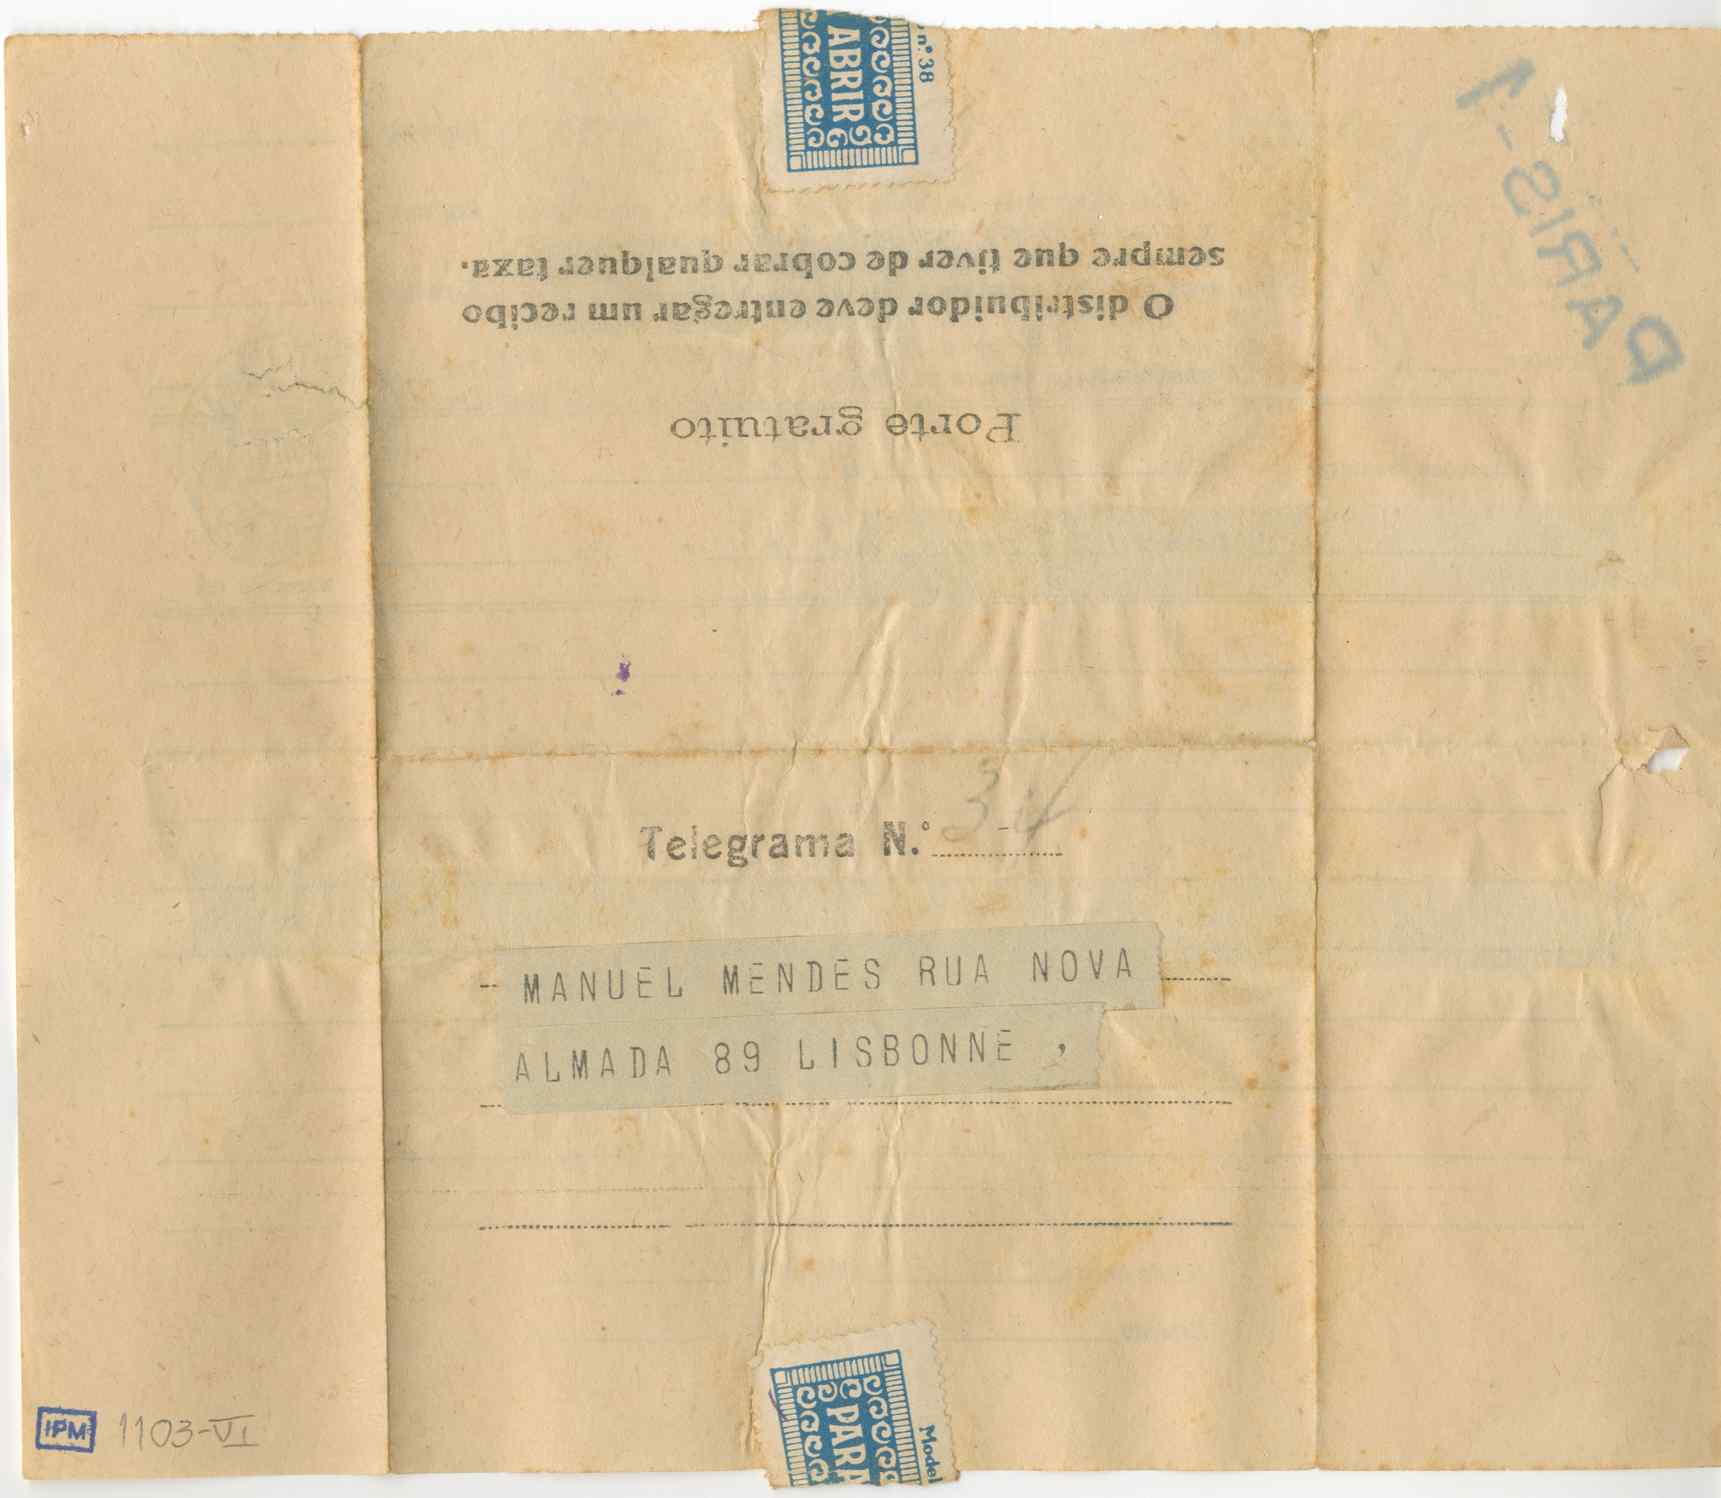 n.º 38
ABRIR
PARIS-1
O distribuidor deve entregar um recibo
sempre que tiver de cobrar qualquer taxa.
Porte gratuito
Telegrama N.º 34
MANUEL MENDES RUA NOVA
ALMADA 89 LISBONNE ,
PARA
Model
IPM 1103-VI